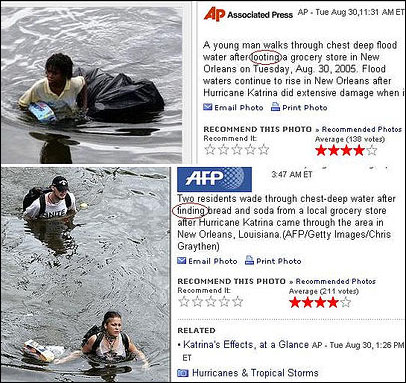 AP Associated Press AP - Tue Aug 30,11:31 AM ET
A young man walks through chest deep flood
water after looting a grocery store in New
Orleans on Tuesday, Aug. 30, 2005. Flood
waters continue to rise in New Orleans after
Hurricane Katrina did extensive damage when i
Email Photo Print Photo
RECOMMEND THIS PHOTO » Recommended Photos
Recommend It:
Average (138 votes)
AFP
3:47 AM ET
Two residents wade through chest-deep water after
finding bread and soda from a local grocery store
after Hurricane Katrina came through the area in
New Orleans, Louisiana.(AFP/Getty Images/Chris
Graythen)
Email Photo Print Photo
RECOMMEND THIS PHOTO » Recommended Photos
Recommend It:
Average (211 votes)
RELATED
• Katrina's Effects, at a Glance AP - Tue Aug 30, 1:26 PM
ET
Hurricanes & Tropical Storms